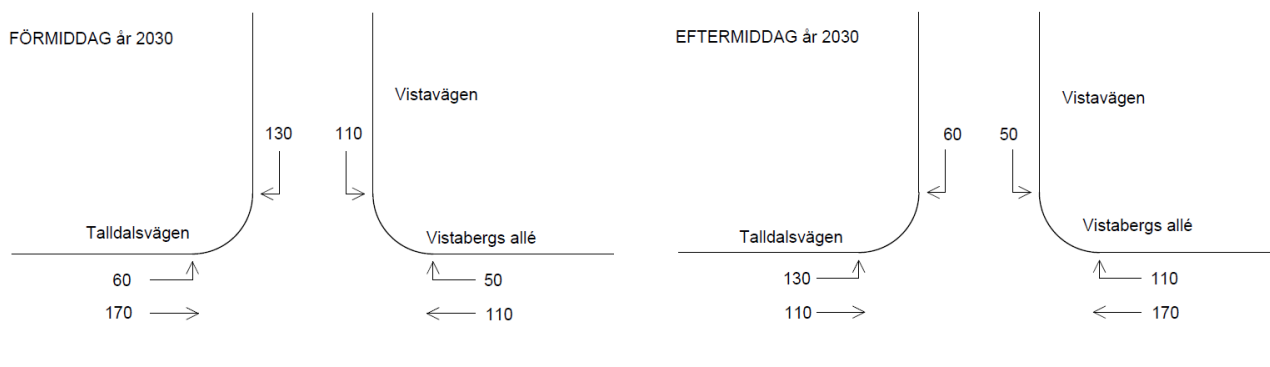 FÖRMIDDAG år 2030
Vistavägen
130 110
Talldalsvägen
Vistabergs allé
60 50
170 110
EFTERMIDDAG år 2030
Vistavägen
60 50
Talldalsvägen
Vistabergs allé
130 110
110 170